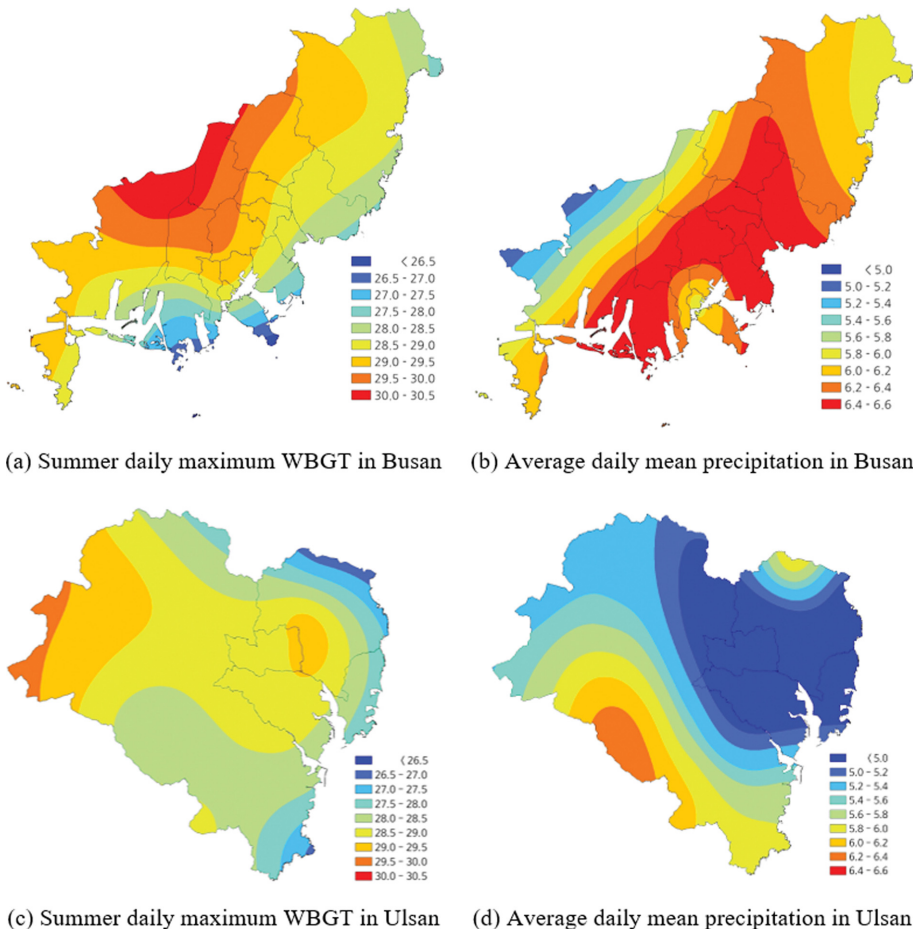 < 26.5
26.5 - 27.0
27.0 - 27.5
27.5 - 28.0
28.0 - 28.5
28.5 - 29.0
29.0 - 29.5
29.5 - 30.0
30.0 - 30.5
< 5.0
5.0 - 5.2
5.2 - 5.4
5.4 - 5.6
5.6 - 5.8
5.8 - 6.0
6.0 - 6.2
6.2 - 6.4
6.4 - 6.6
(a) Summer daily maximum WBGT in Busan
(b) Average daily mean precipitation in Busan
< 26.5
26.5 - 27.0
27.0 - 27.5
27.5 - 28.0
28.0 - 28.5
28.5 - 29.0
29.0 - 29.5
29.5 - 30.0
30.0 - 30.5
< 5.0
5.0 - 5.2
5.2 - 5.4
5.4 - 5.6
5.6 - 5.8
5.8 - 6.0
6.0 - 6.2
6.2 - 6.4
6.4 - 6.6
(c) Summer daily maximum WBGT in Ulsan
(d) Average daily mean precipitation in Ulsan